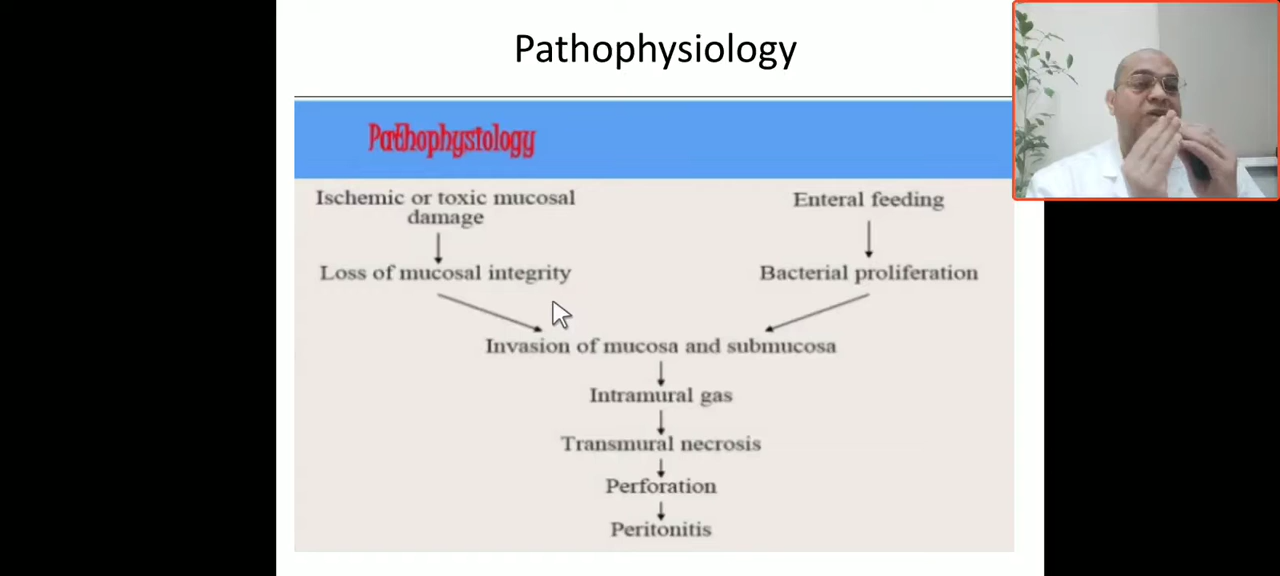 Pathophysiology
Pathophystology
Ischemic or toxic mucosal
damage
Enteral feeding
Loss of mucosal integrity
Bacterial proliferation
Invasion of mucosa and submucosa
Intramural gas
Transmural necrosis
Perforation
Peritonitis